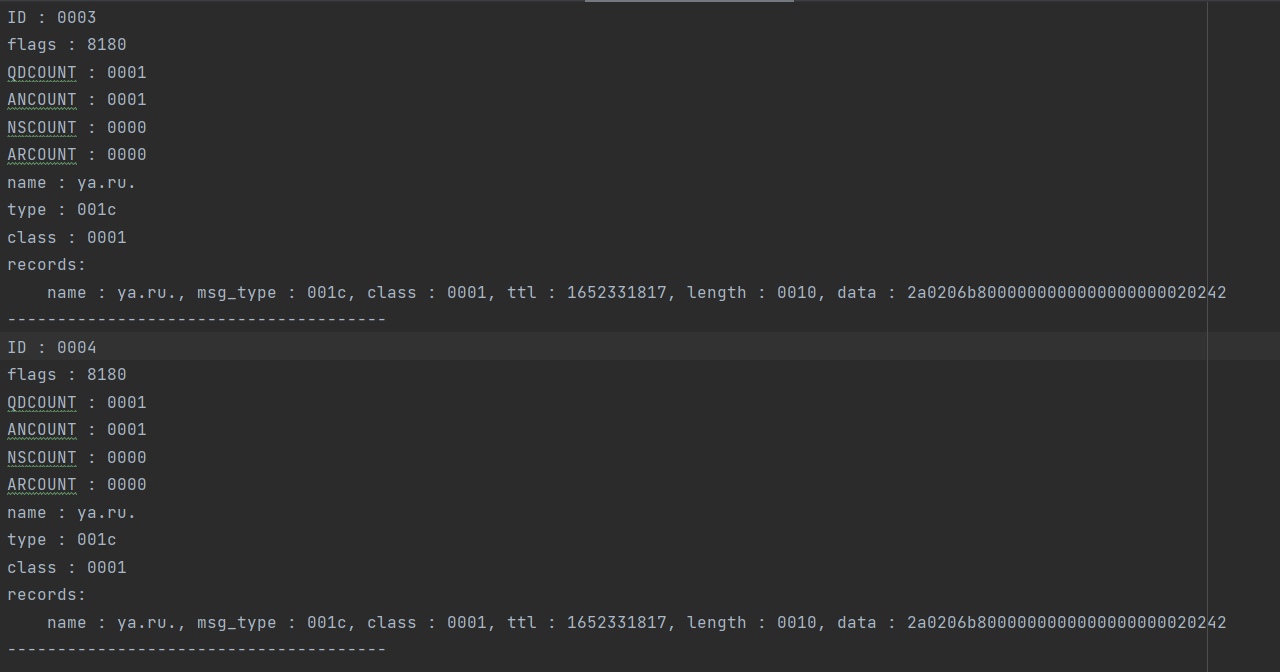 ID : 0003
flags : 8180
QDCOUNT : 0001
ANCOUNT : 0001
NSCOUNT : 0000
ARCOUNT : 0000
name : ya.ru.
type : 001c
class : 0001
records:
name : ya.ru., msg_type : 001c, class : 0001, ttl : 1652331817, length : 0010, data : 2a0206b8000000000000000000020242
--------------------------------------
ID : 0004
flags : 8180
QDCOUNT : 0001
ANCOUNT : 0001
NSCOUNT : 0000
ARCOUNT : 0000
name : ya.ru.
type : 001c
class : 0001
records:
name : ya.ru., msg_type : 001c, class : 0001, ttl : 1652331817, length : 0010, data : 2a0206b8000000000000000000020242
--------------------------------------